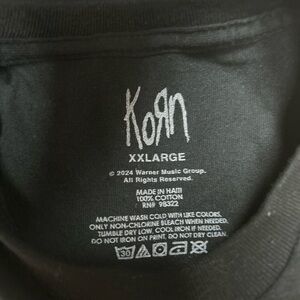 KoЯn
XXLARGE
© 2024 Warner Music Group.
All Rights Reserved.
MADE IN HAITI
100% COTTON
RN# 98322
MACHINE WASH COLD WITH LIKE COLORS,
ONLY NON-CHLORINE BLEACH WHEN NEEDED,
TUMBLE DRY LOW, COOL IRON IF NEEDED.
DO NOT IRON ON PRINT, DO NOT DRY CLEAN.
30